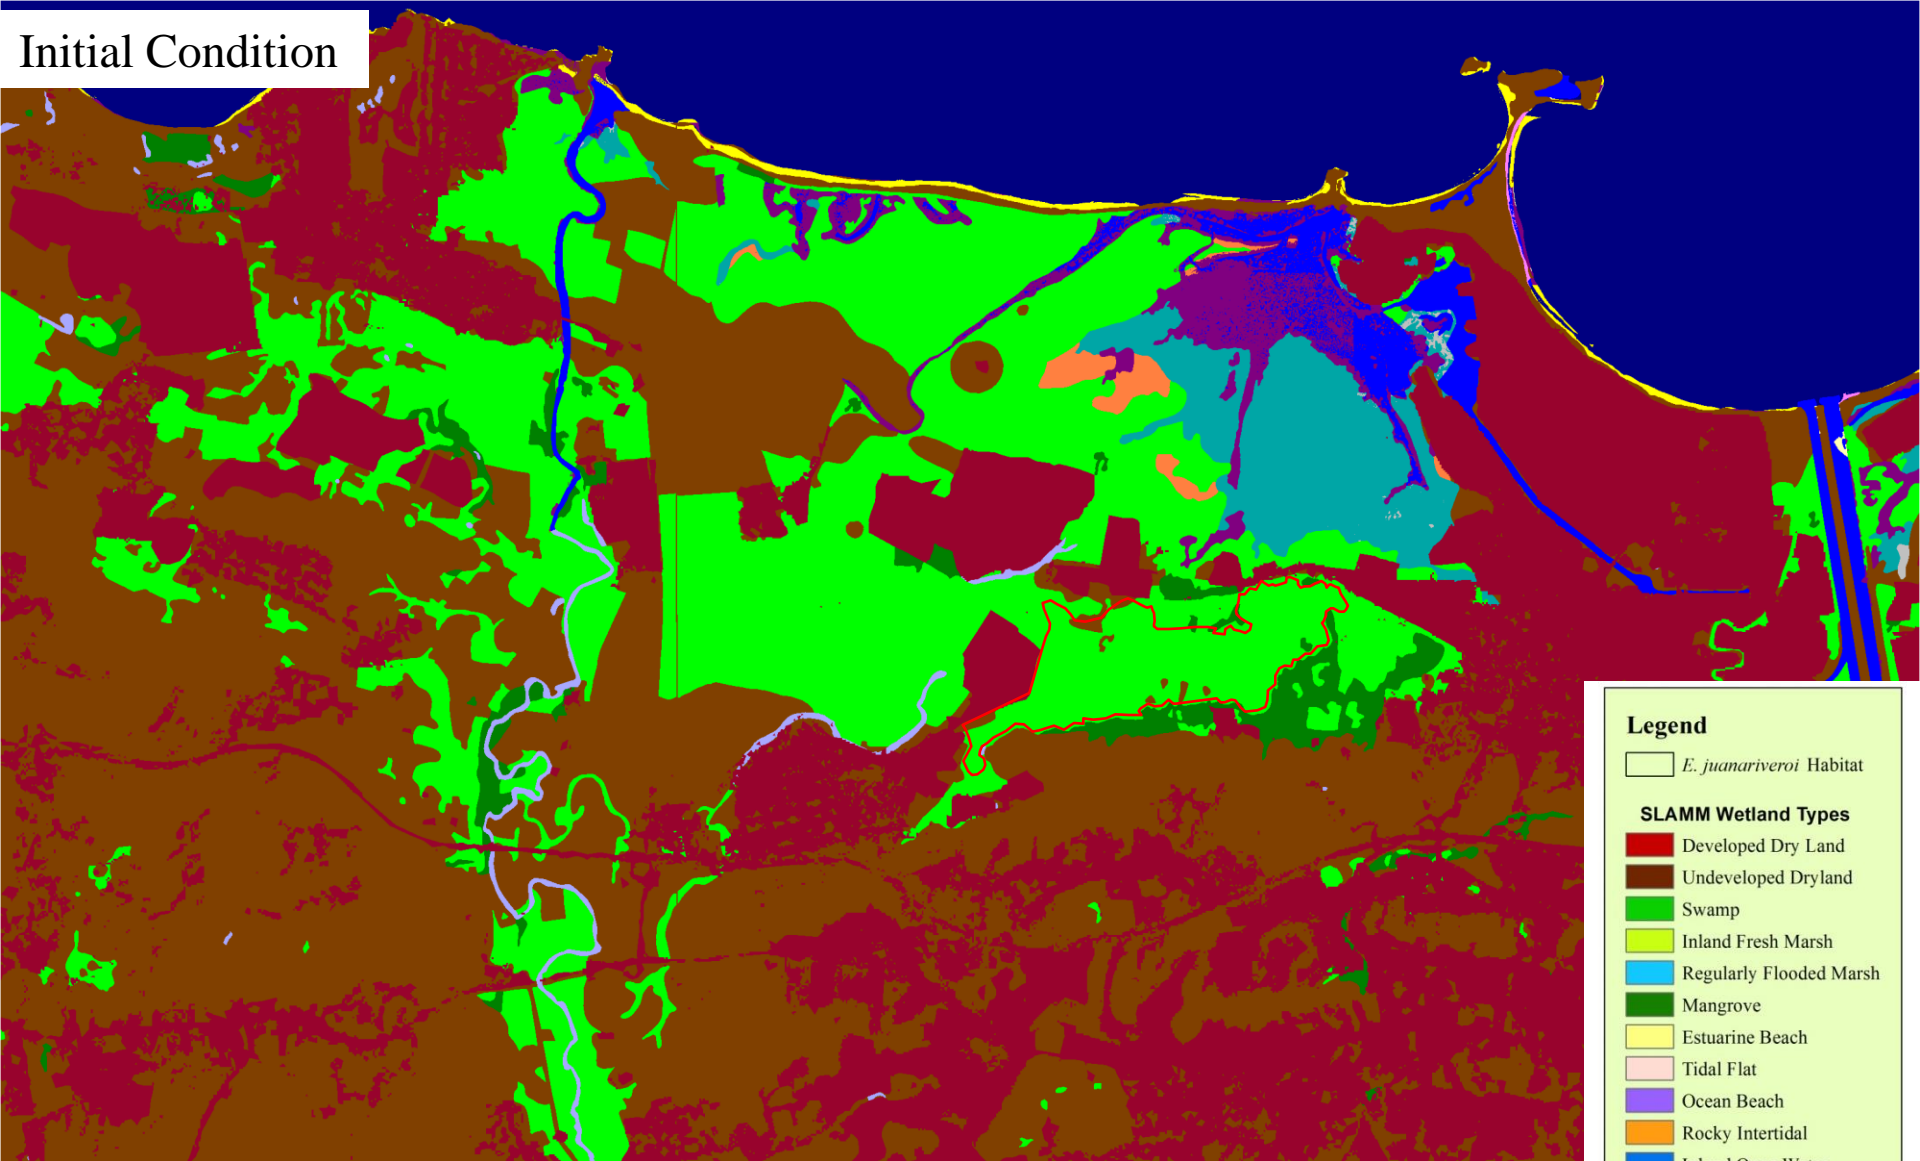 Initial Condition
Legend
E. juanariveroi Habitat
SLAMM Wetland Types
Developed Dry Land
Undeveloped Dryland
Swamp
Inland Fresh Marsh
Regularly Flooded Marsh
Mangrove
Estuarine Beach
Tidal Flat
Ocean Beach
Rocky Intertidal